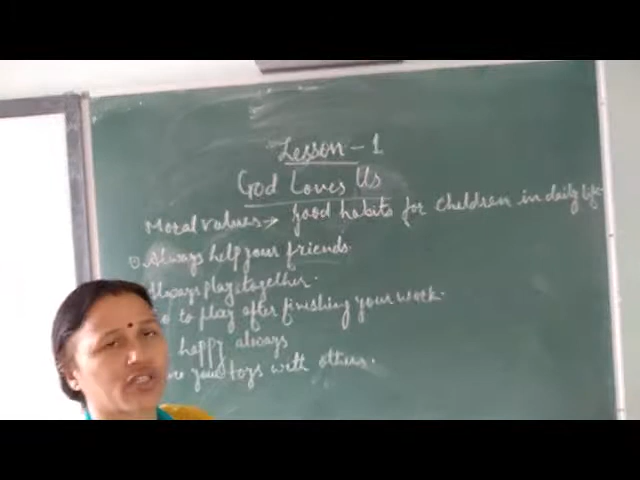 Lesson - 1
God Loves Us
Moral values → good habits for children in daily life.
Always help your friends.
Always play together.
to play after finishing your work.
happy always
your toys with others.